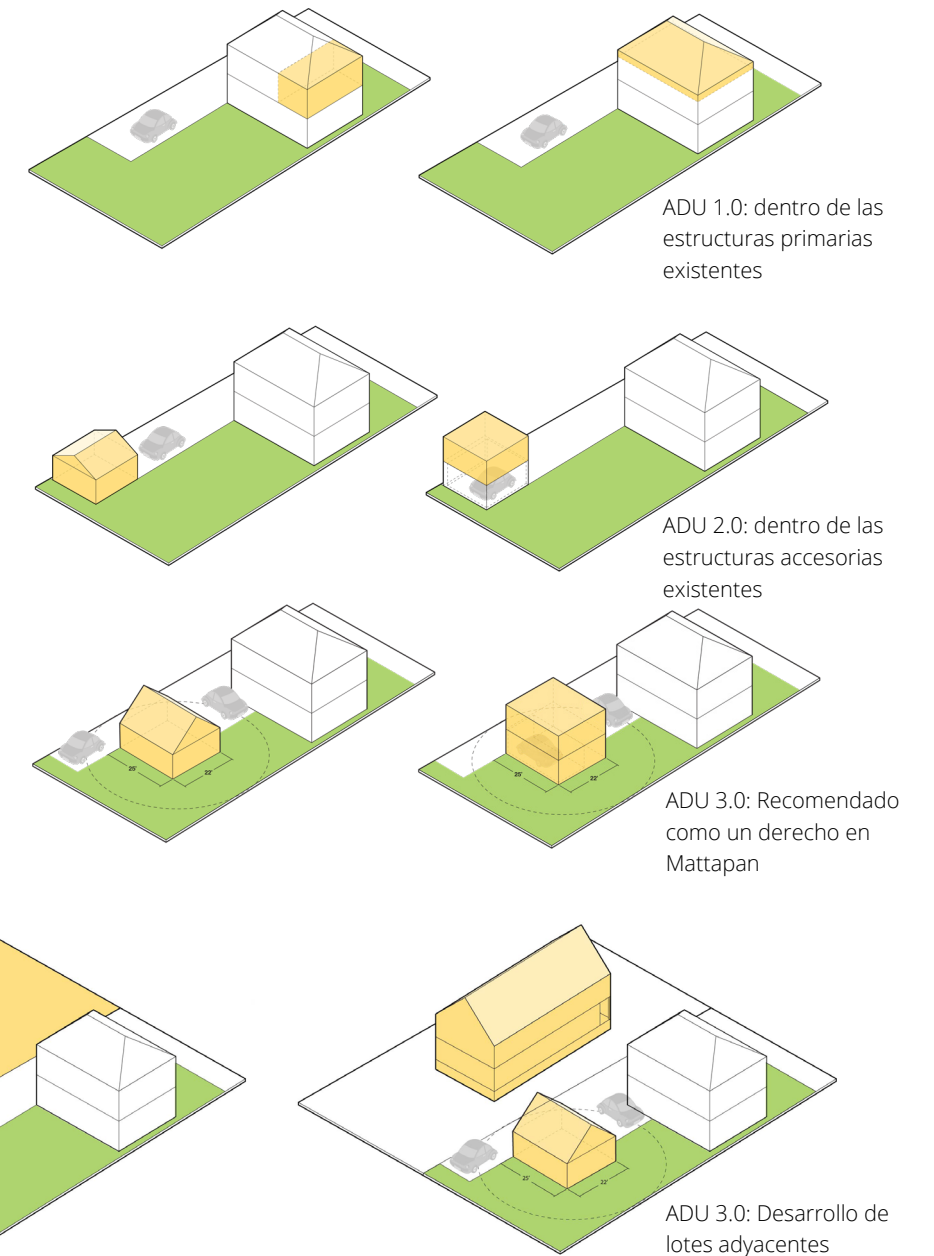 ADU 1.0: dentro de las
estructuras primarias
existentes
ADU 2.0: dentro de las
estructuras accesorias
existentes
25'
22'
25'
22'
ADU 3.0: Recomendado
como un derecho en
Mattapan
25'
22'
ADU 3.0: Desarrollo de
lotes adyacentes